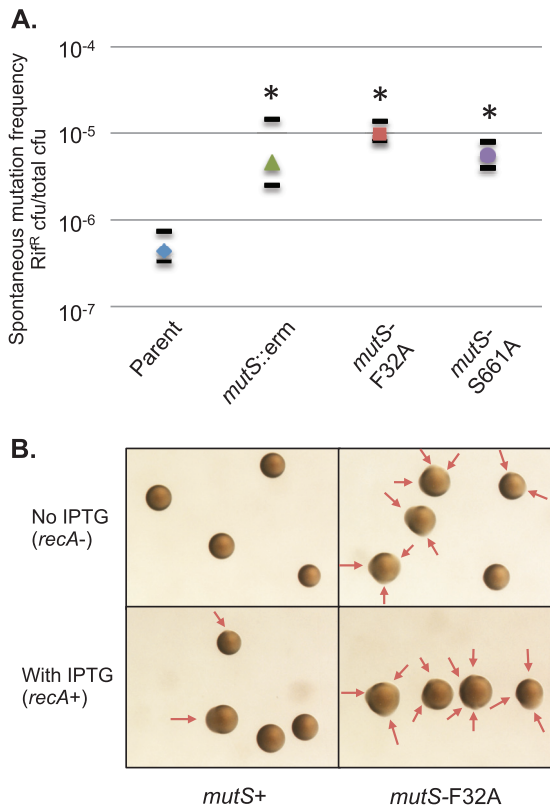 A.
Spontaneous mutation frequency
Rifᴿ cfu/total cfu
10⁻⁴
10⁻⁵
10⁻⁶
10⁻⁷
*
*
*
Parent
mutS::erm
mutS-
F32A
mutS-
S661A
B.
No IPTG
(recA-)
With IPTG
(recA+)
mutS+
mutS-F32A